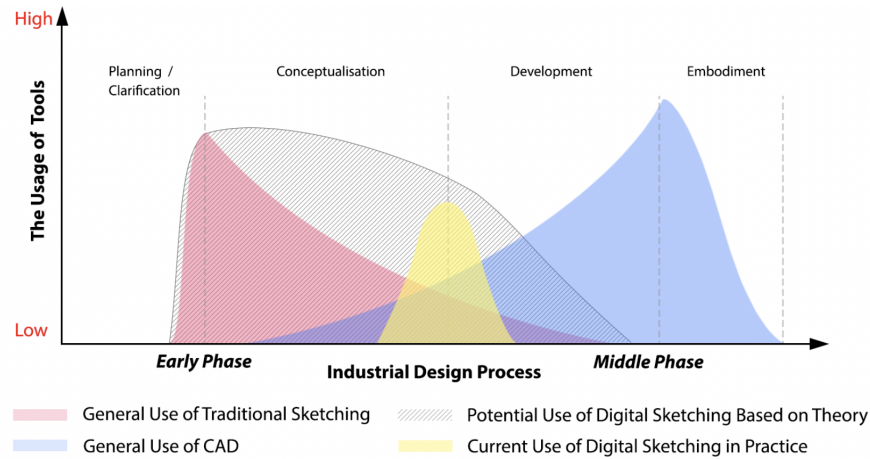 High
Planning /
Clarification
Conceptualisation
Development
Embodiment
The Usage of Tools
Low
Early Phase
Industrial Design Process
Middle Phase
General Use of Traditional Sketching
Potential Use of Digital Sketching Based on Theory
General Use of CAD
Current Use of Digital Sketching in Practice